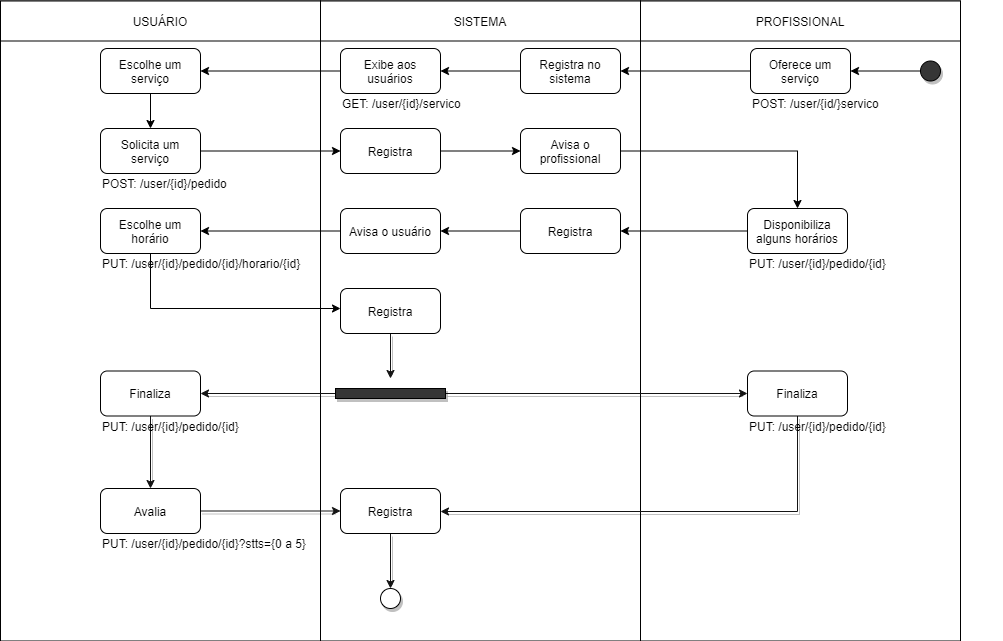 USUÁRIO
SISTEMA
PROFISSIONAL
Escolhe um
serviço
Exibe aos
usuários
GET: /user/{id}/servico
Registra no
sistema
Oferece um
serviço
POST: /user/{id/}servico
Solicita um
serviço
POST: /user/{id}/pedido
Registra
Avisa o
profissional
Escolhe um
horário
PUT: /user/{id}/pedido/{id}/horario/{id}
Avisa o usuário
Registra
Disponibiliza
alguns horários
PUT: /user/{id}/pedido/{id}
Registra
Finaliza
PUT: /user/{id}/pedido/{id}
Finaliza
PUT: /user/{id}/pedido/{id}
Avalia
PUT: /user/{id}/pedido/{id}?stts={0 a 5}
Registra